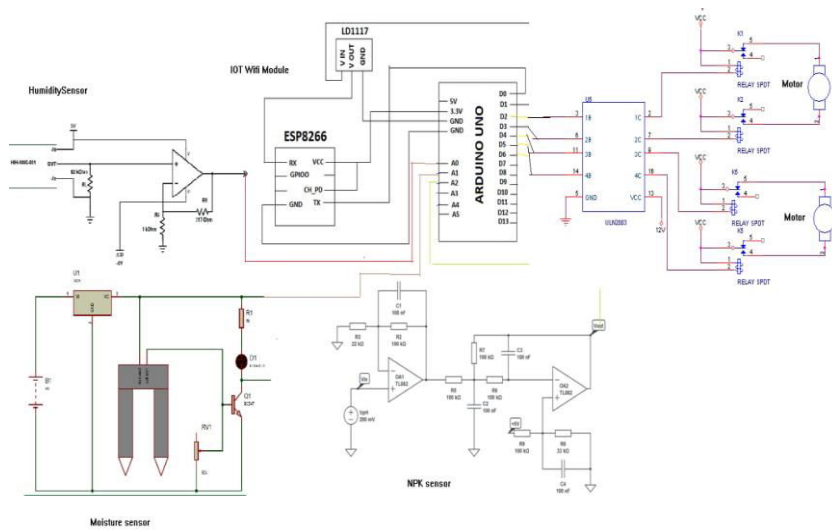 LD1117
V IN
V OUT
GND
IOT Wifi Module
HumiditySensor
ESP8266
RX
GPIO0
GND
VCC
CH_PD
TX
ARDUINO UNO
5V
3.3V
GND
GND
A0
A1
A2
A3
A4
A5
D0
D1
D2
D3
D4
D5
D6
D7
D8
D9
D10
D11
D12
D13
1B
2B
3B
4B
GND
1C
2C
3C
4C
VCC
ULN2003
12V
VCC
K1
RELAY SPDT
VCC
K2
RELAY SPDT
Motor
VCC
RELAY SPDT
VCC
RELAY SPDT
Motor
U1
R1
D1
Q1
RV1
B1
Moisture sensor
C1
100 nF
R3
22 kΩ
R2
100 kΩ
OA1
TL082
Vin
VpH
200 mV
R5
100 kΩ
R7
100 kΩ
C3
100 nF
R6
100 kΩ
C2
100 nF
OA2
TL082
Vout
R9
100 kΩ
R8
22 kΩ
C4
100 nF
NPK sensor